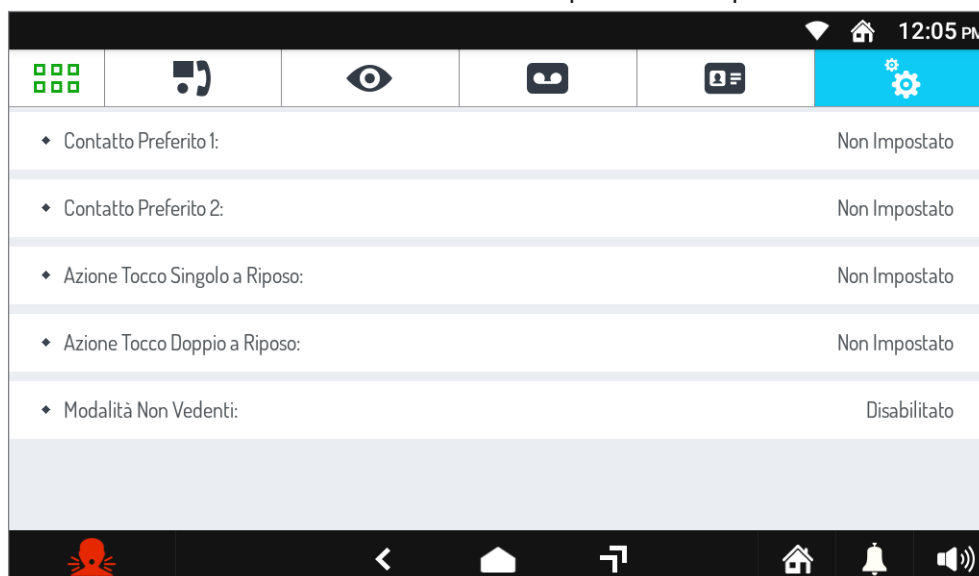 12:05 PM
Contatto Preferito 1: Non Impostato
Contatto Preferito 2: Non Impostato
Azione Tocco Singolo a Riposo: Non Impostato
Azione Tocco Doppio a Riposo: Non Impostato
Modalità Non Vedenti: Disabilitato